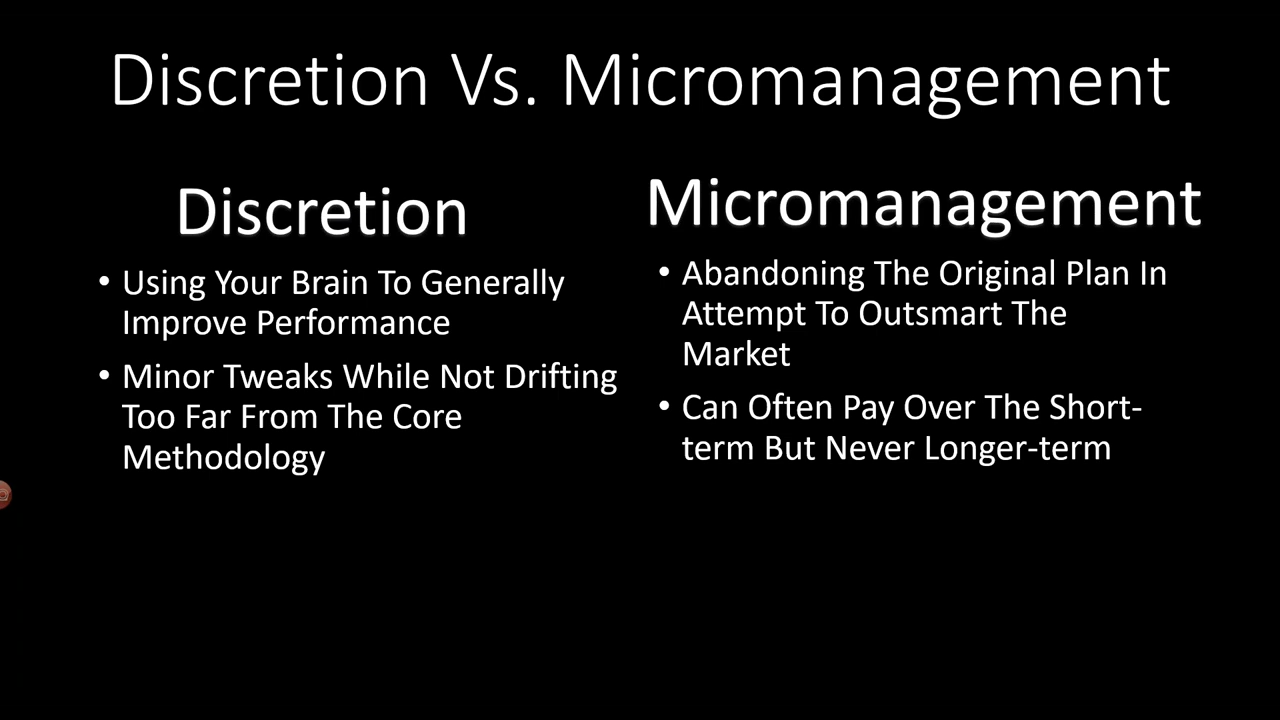 Discretion Vs. Micromanagement
Discretion
• Using Your Brain To Generally
Improve Performance
• Minor Tweaks While Not Drifting
Too Far From The Core
Methodology
Micromanagement
• Abandoning The Original Plan In
Attempt To Outsmart The
Market
• Can Often Pay Over The Short-
term But Never Longer-term